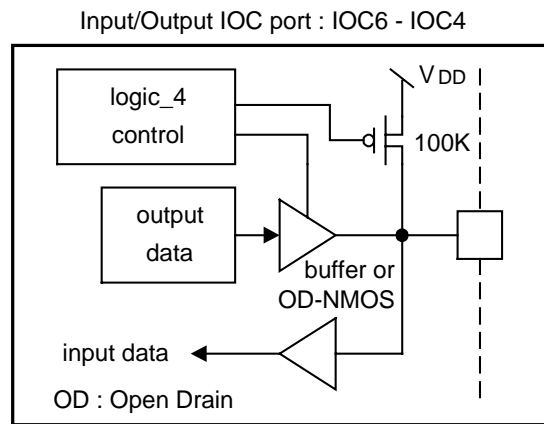 Input/Output IOC port : IOC6 - IOC4
logic_4
control
VDD
100K
output
data
buffer or
OD-NMOS
input data
OD : Open Drain